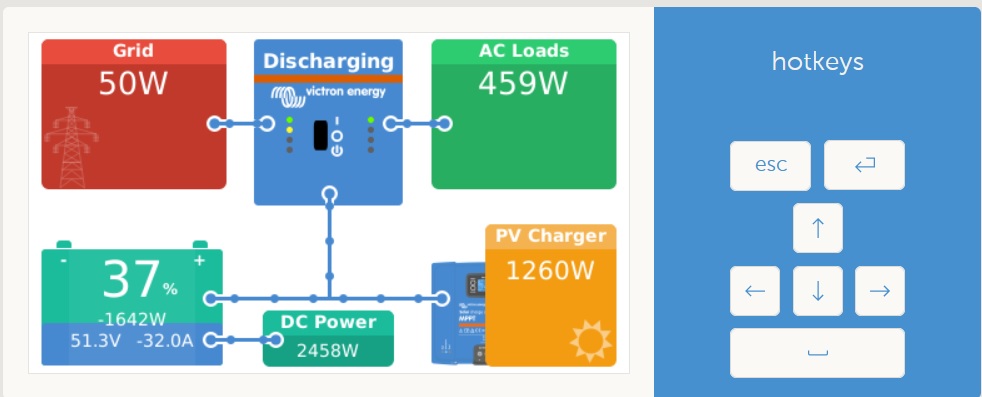 Grid
50W
Discharging
victron energy
AC Loads
459W
- +
37%
-1642W
51.3V -32.0A
DC Power
2458W
PV Charger
1260W
MPPT
hotkeys
esc